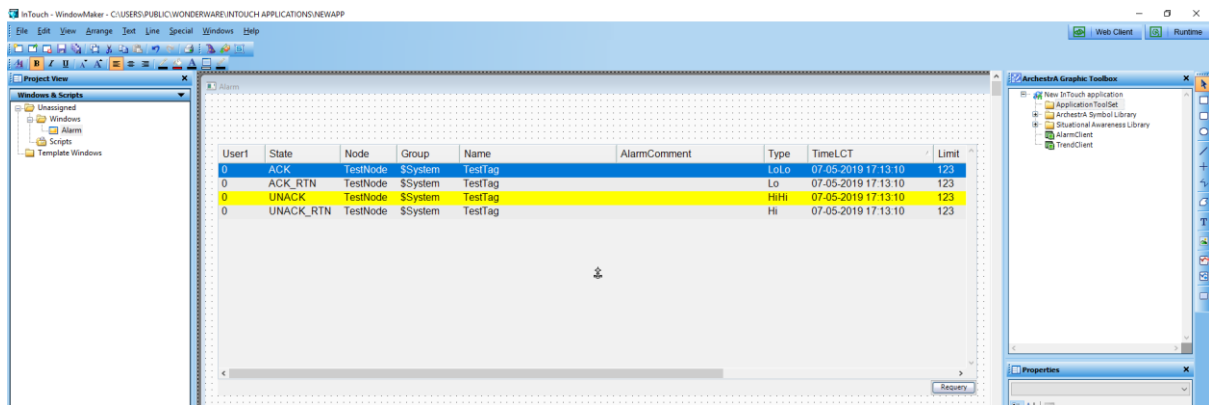 InTouch - WindowMaker - C:\USERS\PUBLIC\WONDERWARE\INTOUCH APPLICATIONS\NEWAPP
File Edit View Arrange Text Line Special Windows Help
Web Client Runtime
B I U
Project View
Windows & Scripts
Unassigned
Windows
Alarm
Scripts
Template Windows
Alarm
User1 State Node Group Name AlarmComment Type TimeLCT Limit
0 ACK TestNode $System TestTag LoLo 07-05-2019 17:13:10 123
0 ACK_RTN TestNode $System TestTag Lo 07-05-2019 17:13:10 123
0 UNACK TestNode $System TestTag HiHi 07-05-2019 17:13:10 123
0 UNACK_RTN TestNode $System TestTag Hi 07-05-2019 17:13:10 123
Requery
ArchestrA Graphic Toolbox
New InTouch application
ApplicationToolSet
ArchestrA Symbol Library
Situational Awareness Library
AlarmClient
TrendClient
T
Properties